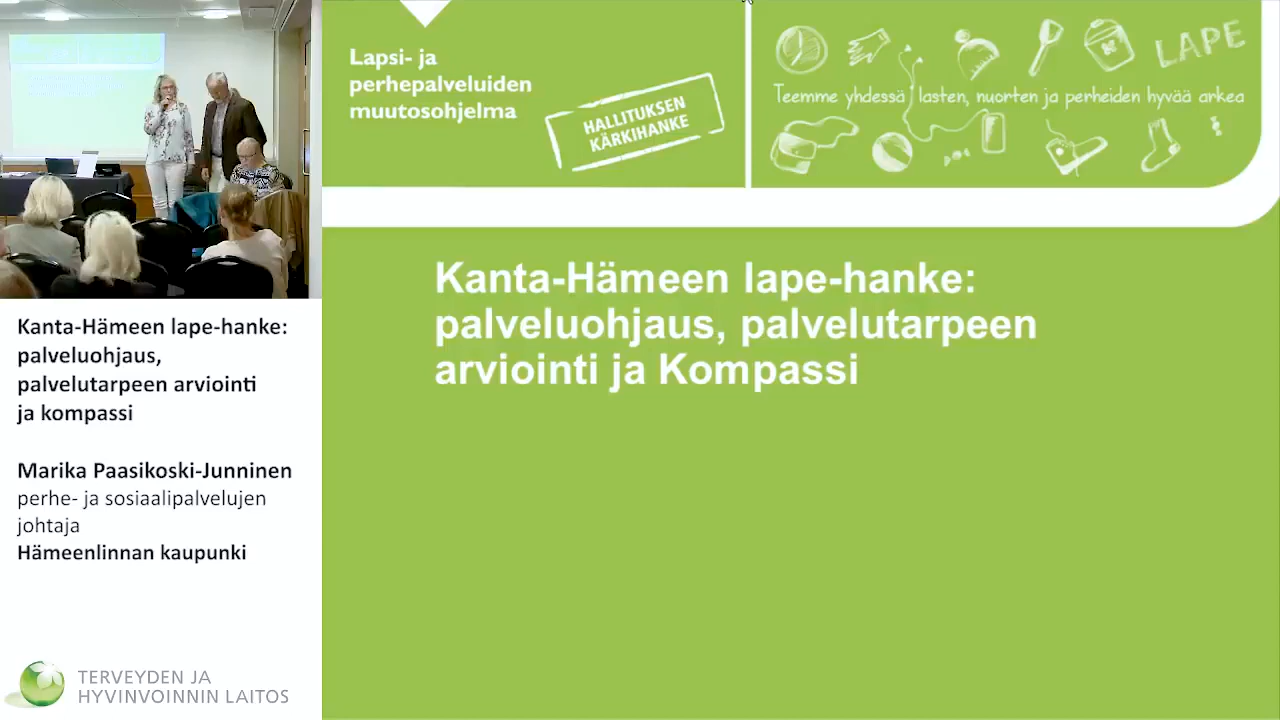 Kanta-Hämeen lape-hanke:
palveluohjaus,
palvelutarpeen arviointi
ja kompassi
Marika Paasikoski-Junninen
perhe- ja sosiaalipalvelujen
johtaja
Hämeenlinnan kaupunki
TERVEYDEN JA
HYVINVOINNIN LAITOS
Lapsi- ja
perhepalveluiden
muutosohjelma
HALLITUKSEN
KÄRKIHANKE
LAPE
Teemme yhdessä lasten, nuorten ja perheiden hyvää arkea
Kanta-Hämeen lape-hanke:
palveluohjaus, palvelutarpeen
arviointi ja Kompassi